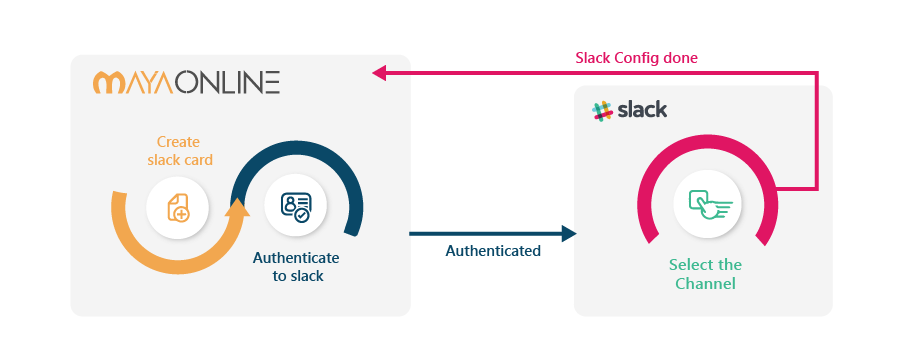 Slack Config done
MAYAONLINE
slack
Create
slack card
Authenticate
to slack
Authenticated
Select the
Channel